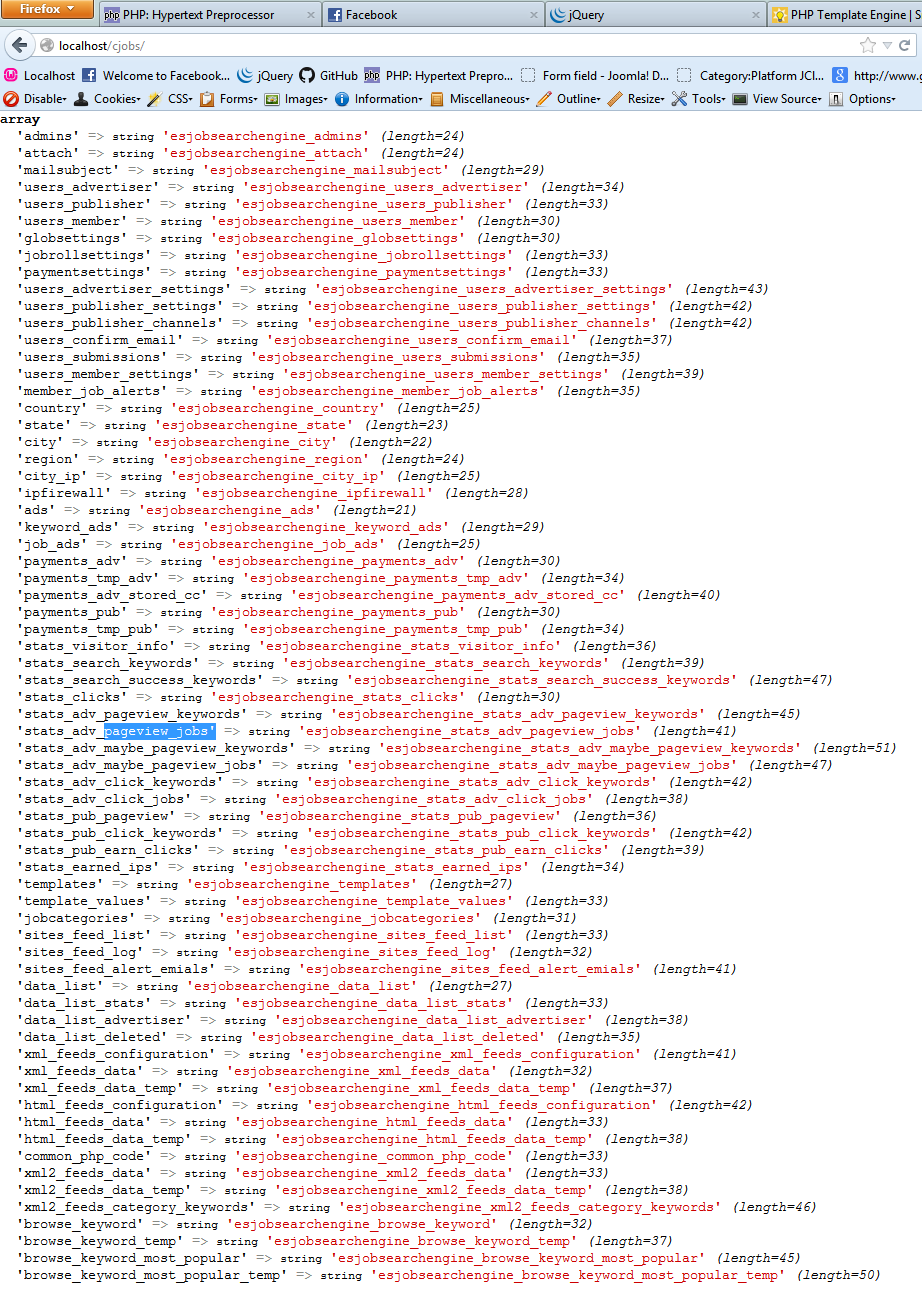 Firefox
PHP: Hypertext Preprocessor
Facebook
jQuery
PHP Template Engine | S
localhost/cjobs/
Localhost Welcome to Facebook... jQuery GitHub PHP: Hypertext Prepro... Form field - Joomla! D... Category:Platform JCl... http://www.g
Disable Cookies CSS Forms Images Information Miscellaneous Outline Resize Tools View Source Options
array
'admins' => string 'esjobsearchengine_admins' (length=24)
'attach' => string 'esjobsearchengine_attach' (length=24)
'mailsubject' => string 'esjobsearchengine_mailsubject' (length=29)
'users_advertiser' => string 'esjobsearchengine_users_advertiser' (length=34)
'users_publisher' => string 'esjobsearchengine_users_publisher' (length=33)
'users_member' => string 'esjobsearchengine_users_member' (length=30)
'globsettings' => string 'esjobsearchengine_globsettings' (length=30)
'jobrollsettings' => string 'esjobsearchengine_jobrollsettings' (length=33)
'paymentsettings' => string 'esjobsearchengine_paymentsettings' (length=33)
'users_advertiser_settings' => string 'esjobsearchengine_users_advertiser_settings' (length=43)
'users_publisher_settings' => string 'esjobsearchengine_users_publisher_settings' (length=42)
'users_publisher_channels' => string 'esjobsearchengine_users_publisher_channels' (length=42)
'users_confirm_email' => string 'esjobsearchengine_users_confirm_email' (length=37)
'users_submissions' => string 'esjobsearchengine_users_submissions' (length=35)
'users_member_settings' => string 'esjobsearchengine_users_member_settings' (length=39)
'member_job_alerts' => string 'esjobsearchengine_member_job_alerts' (length=35)
'country' => string 'esjobsearchengine_country' (length=25)
'state' => string 'esjobsearchengine_state' (length=23)
'city' => string 'esjobsearchengine_city' (length=22)
'region' => string 'esjobsearchengine_region' (length=24)
'city_ip' => string 'esjobsearchengine_city_ip' (length=25)
'ipfirewall' => string 'esjobsearchengine_ipfirewall' (length=28)
'ads' => string 'esjobsearchengine_ads' (length=21)
'keyword_ads' => string 'esjobsearchengine_keyword_ads' (length=29)
'job_ads' => string 'esjobsearchengine_job_ads' (length=25)
'payments_adv' => string 'esjobsearchengine_payments_adv' (length=30)
'payments_tmp_adv' => string 'esjobsearchengine_payments_tmp_adv' (length=34)
'payments_adv_stored_cc' => string 'esjobsearchengine_payments_adv_stored_cc' (length=40)
'payments_pub' => string 'esjobsearchengine_payments_pub' (length=30)
'payments_tmp_pub' => string 'esjobsearchengine_payments_tmp_pub' (length=34)
'stats_visitor_info' => string 'esjobsearchengine_stats_visitor_info' (length=36)
'stats_search_keywords' => string 'esjobsearchengine_stats_search_keywords' (length=39)
'stats_search_success_keywords' => string 'esjobsearchengine_stats_search_success_keywords' (length=47)
'stats_clicks' => string 'esjobsearchengine_stats_clicks' (length=30)
'stats_adv_pageview_keywords' => string 'esjobsearchengine_stats_adv_pageview_keywords' (length=45)
'stats_adv_pageview_jobs' => string 'esjobsearchengine_stats_adv_pageview_jobs' (length=41)
'stats_adv_maybe_pageview_keywords' => string 'esjobsearchengine_stats_adv_maybe_pageview_keywords' (length=51)
'stats_adv_maybe_pageview_jobs' => string 'esjobsearchengine_stats_adv_maybe_pageview_jobs' (length=47)
'stats_adv_click_keywords' => string 'esjobsearchengine_stats_adv_click_keywords' (length=42)
'stats_adv_click_jobs' => string 'esjobsearchengine_stats_adv_click_jobs' (length=38)
'stats_pub_pageview' => string 'esjobsearchengine_stats_pub_pageview' (length=36)
'stats_pub_click_keywords' => string 'esjobsearchengine_stats_pub_click_keywords' (length=42)
'stats_pub_earn_clicks' => string 'esjobsearchengine_stats_pub_earn_clicks' (length=39)
'stats_earned_ips' => string 'esjobsearchengine_stats_earned_ips' (length=34)
'templates' => string 'esjobsearchengine_templates' (length=27)
'template_values' => string 'esjobsearchengine_template_values' (length=33)
'jobcategories' => string 'esjobsearchengine_jobcategories' (length=31)
'sites_feed_list' => string 'esjobsearchengine_sites_feed_list' (length=33)
'sites_feed_log' => string 'esjobsearchengine_sites_feed_log' (length=32)
'sites_feed_alert_emials' => string 'esjobsearchengine_sites_feed_alert_emials' (length=41)
'data_list' => string 'esjobsearchengine_data_list' (length=27)
'data_list_stats' => string 'esjobsearchengine_data_list_stats' (length=33)
'data_list_advertiser' => string 'esjobsearchengine_data_list_advertiser' (length=38)
'data_list_deleted' => string 'esjobsearchengine_data_list_deleted' (length=35)
'xml_feeds_configuration' => string 'esjobsearchengine_xml_feeds_configuration' (length=41)
'xml_feeds_data' => string 'esjobsearchengine_xml_feeds_data' (length=32)
'xml_feeds_data_temp' => string 'esjobsearchengine_xml_feeds_data_temp' (length=37)
'html_feeds_configuration' => string 'esjobsearchengine_html_feeds_configuration' (length=42)
'html_feeds_data' => string 'esjobsearchengine_html_feeds_data' (length=33)
'html_feeds_data_temp' => string 'esjobsearchengine_html_feeds_data_temp' (length=38)
'common_php_code' => string 'esjobsearchengine_common_php_code' (length=33)
'xml2_feeds_data' => string 'esjobsearchengine_xml2_feeds_data' (length=33)
'xml2_feeds_data_temp' => string 'esjobsearchengine_xml2_feeds_data_temp' (length=38)
'xml2_feeds_category_keywords' => string 'esjobsearchengine_xml2_feeds_category_keywords' (length=46)
'browse_keyword' => string 'esjobsearchengine_browse_keyword' (length=32)
'browse_keyword_temp' => string 'esjobsearchengine_browse_keyword_temp' (length=37)
'browse_keyword_most_popular' => string 'esjobsearchengine_browse_keyword_most_popular' (length=45)
'browse_keyword_most_popular_temp' => string 'esjobsearchengine_browse_keyword_most_popular_temp' (length=50)